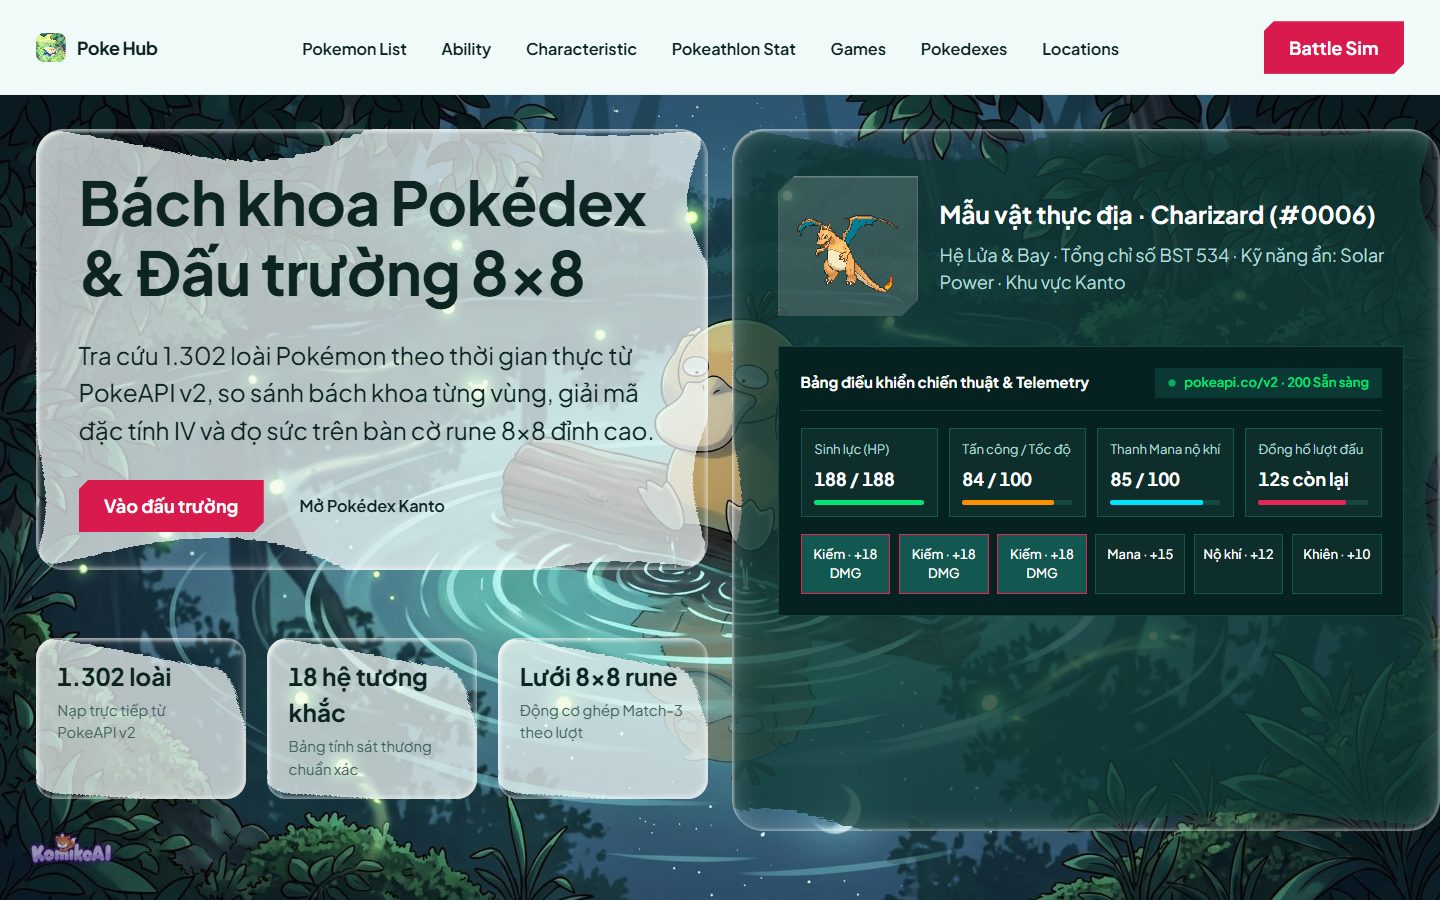 Poke Hub
Pokemon List
Ability
Characteristic
Pokeathlon Stat
Games
Pokedexes
Locations
Battle Sim
Bách khoa Pokédex
& Đấu trường 8×8
Tra cứu 1.302 loài Pokémon theo thời gian thực từ
PokeAPI v2, so sánh bách khoa từng vùng, giải mã
đặc tính IV và đọ sức trên bàn cờ rune 8×8 đỉnh cao.
Vào đấu trường
Mở Pokédex Kanto
1.302 loài
Nạp trực tiếp từ
PokeAPI v2
18 hệ tương
khắc
Bảng tính sát thương
chuẩn xác
Lưới 8×8 rune
Động cơ ghép Match-3
theo lượt
Mẫu vật thực địa · Charizard (#0006)
Hệ Lửa & Bay · Tổng chỉ số BST 534 · Kỹ năng ẩn: Solar
Power · Khu vực Kanto
Bảng điều khiển chiến thuật & Telemetry
pokeapi.co/v2 · 200 Sẵn sàng
Sinh lực (HP)
188 / 188
Tấn công / Tốc độ
84 / 100
Thanh Mana nộ khí
85 / 100
Đồng hồ lượt đấu
12s còn lại
Kiếm · +18
DMG
Kiếm · +18
DMG
Kiếm · +18
DMG
Mana · +15
Nộ khí · +12
Khiên · +10
KomikoAI